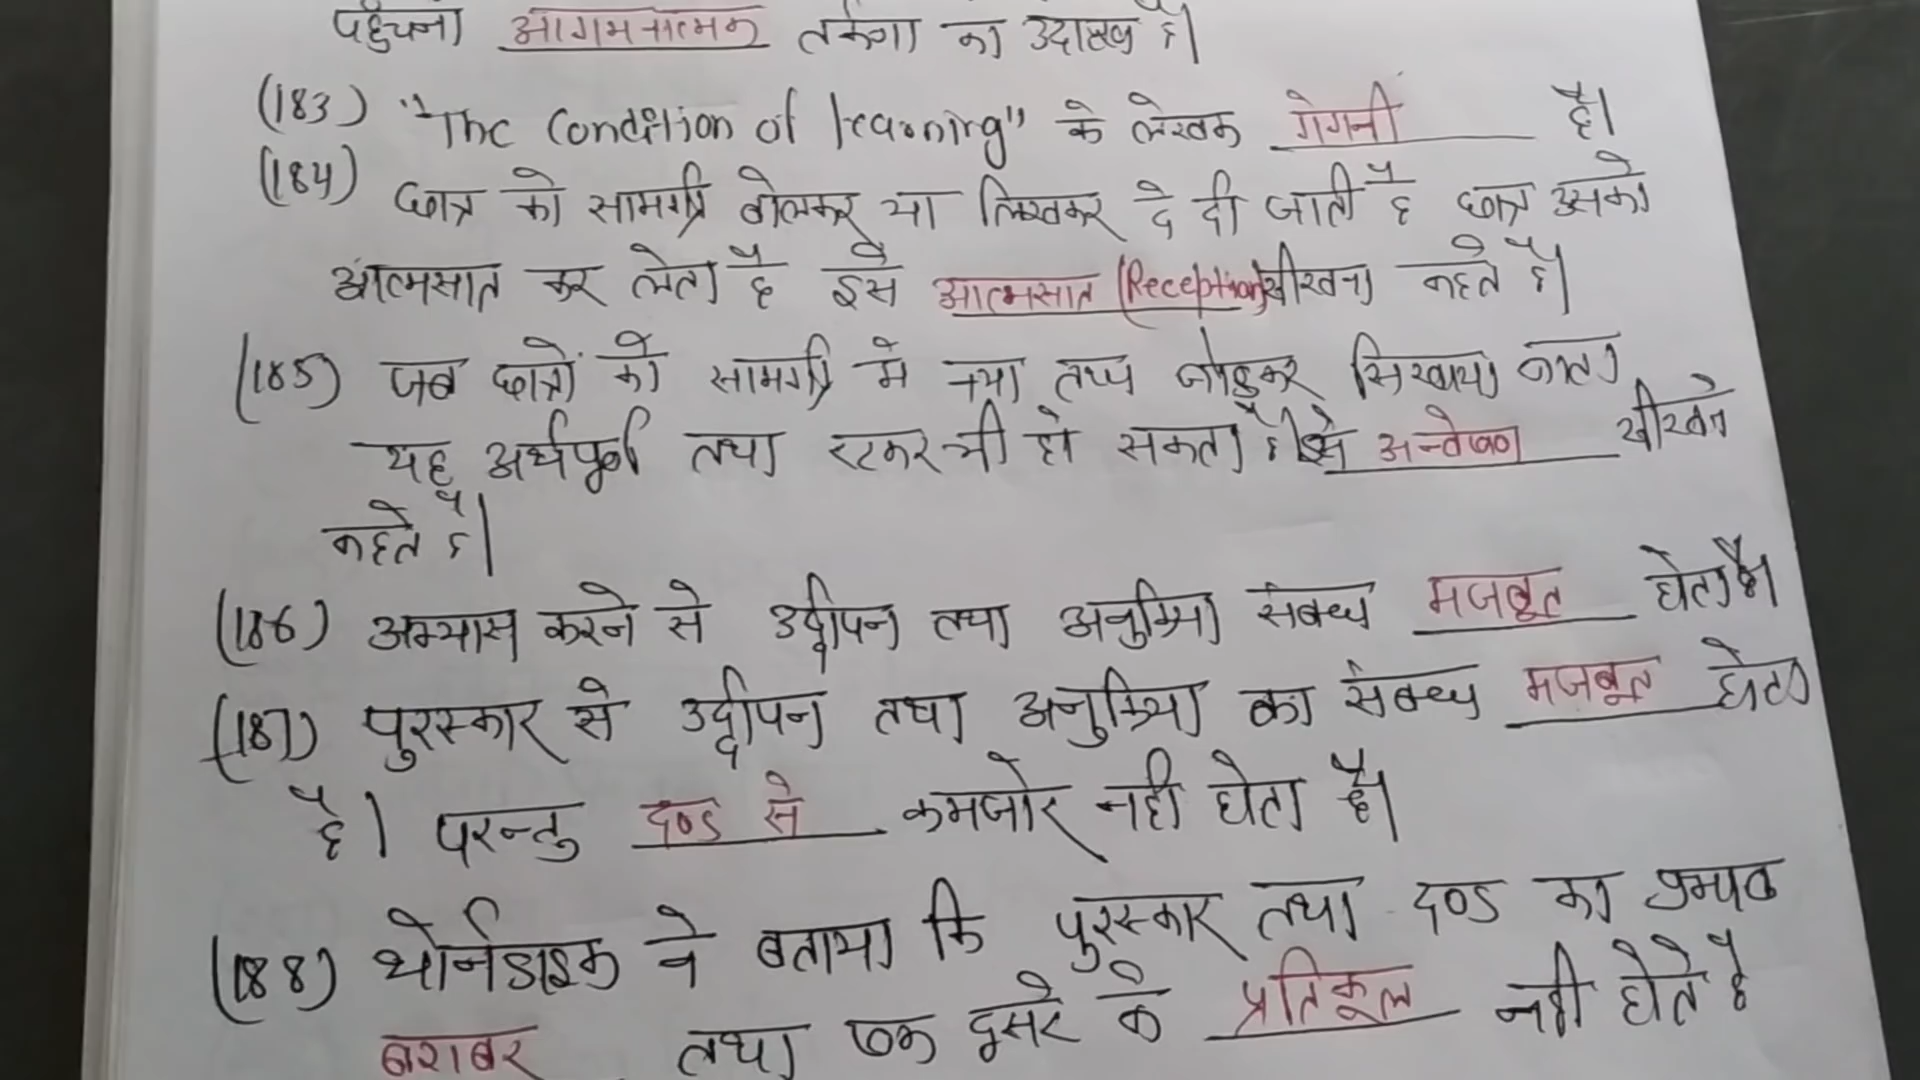 पहुँचना आगमनात्मक तर्कणा का उदाहरण है।
(183) "The Condition of learning" के लेखक गेगनी है।
(184) छात्र को सामग्री बोलकर या लिखकर दे दी जाती है छात्र उसको
आत्मसात कर लेता है इसे आत्मसात (Reception) सीखना कहते है।
(185) जब छात्रों को सामग्री मे नया तथ्य जोड़कर सिखाया जाता
यह अर्थपूर्ण तथा रटकर भी हो सकता है। इसे अन्वेषण सीखना
कहते है।
(186) अभ्यास करने से उद्दीपन तथा अनुक्रिया संबन्ध मजबूत होता है।
(187) पुरस्कार से उद्दीपन तथा अनुक्रिया का संबन्ध मजबूत होता
है। परन्तु दण्ड से कमजोर नही होता है।
(188) थोर्नडाइक ने बताया कि पुरस्कार तथा दण्ड का प्रभाव
बराबर तथा एक दूसरे के प्रतिकूल नही होते है